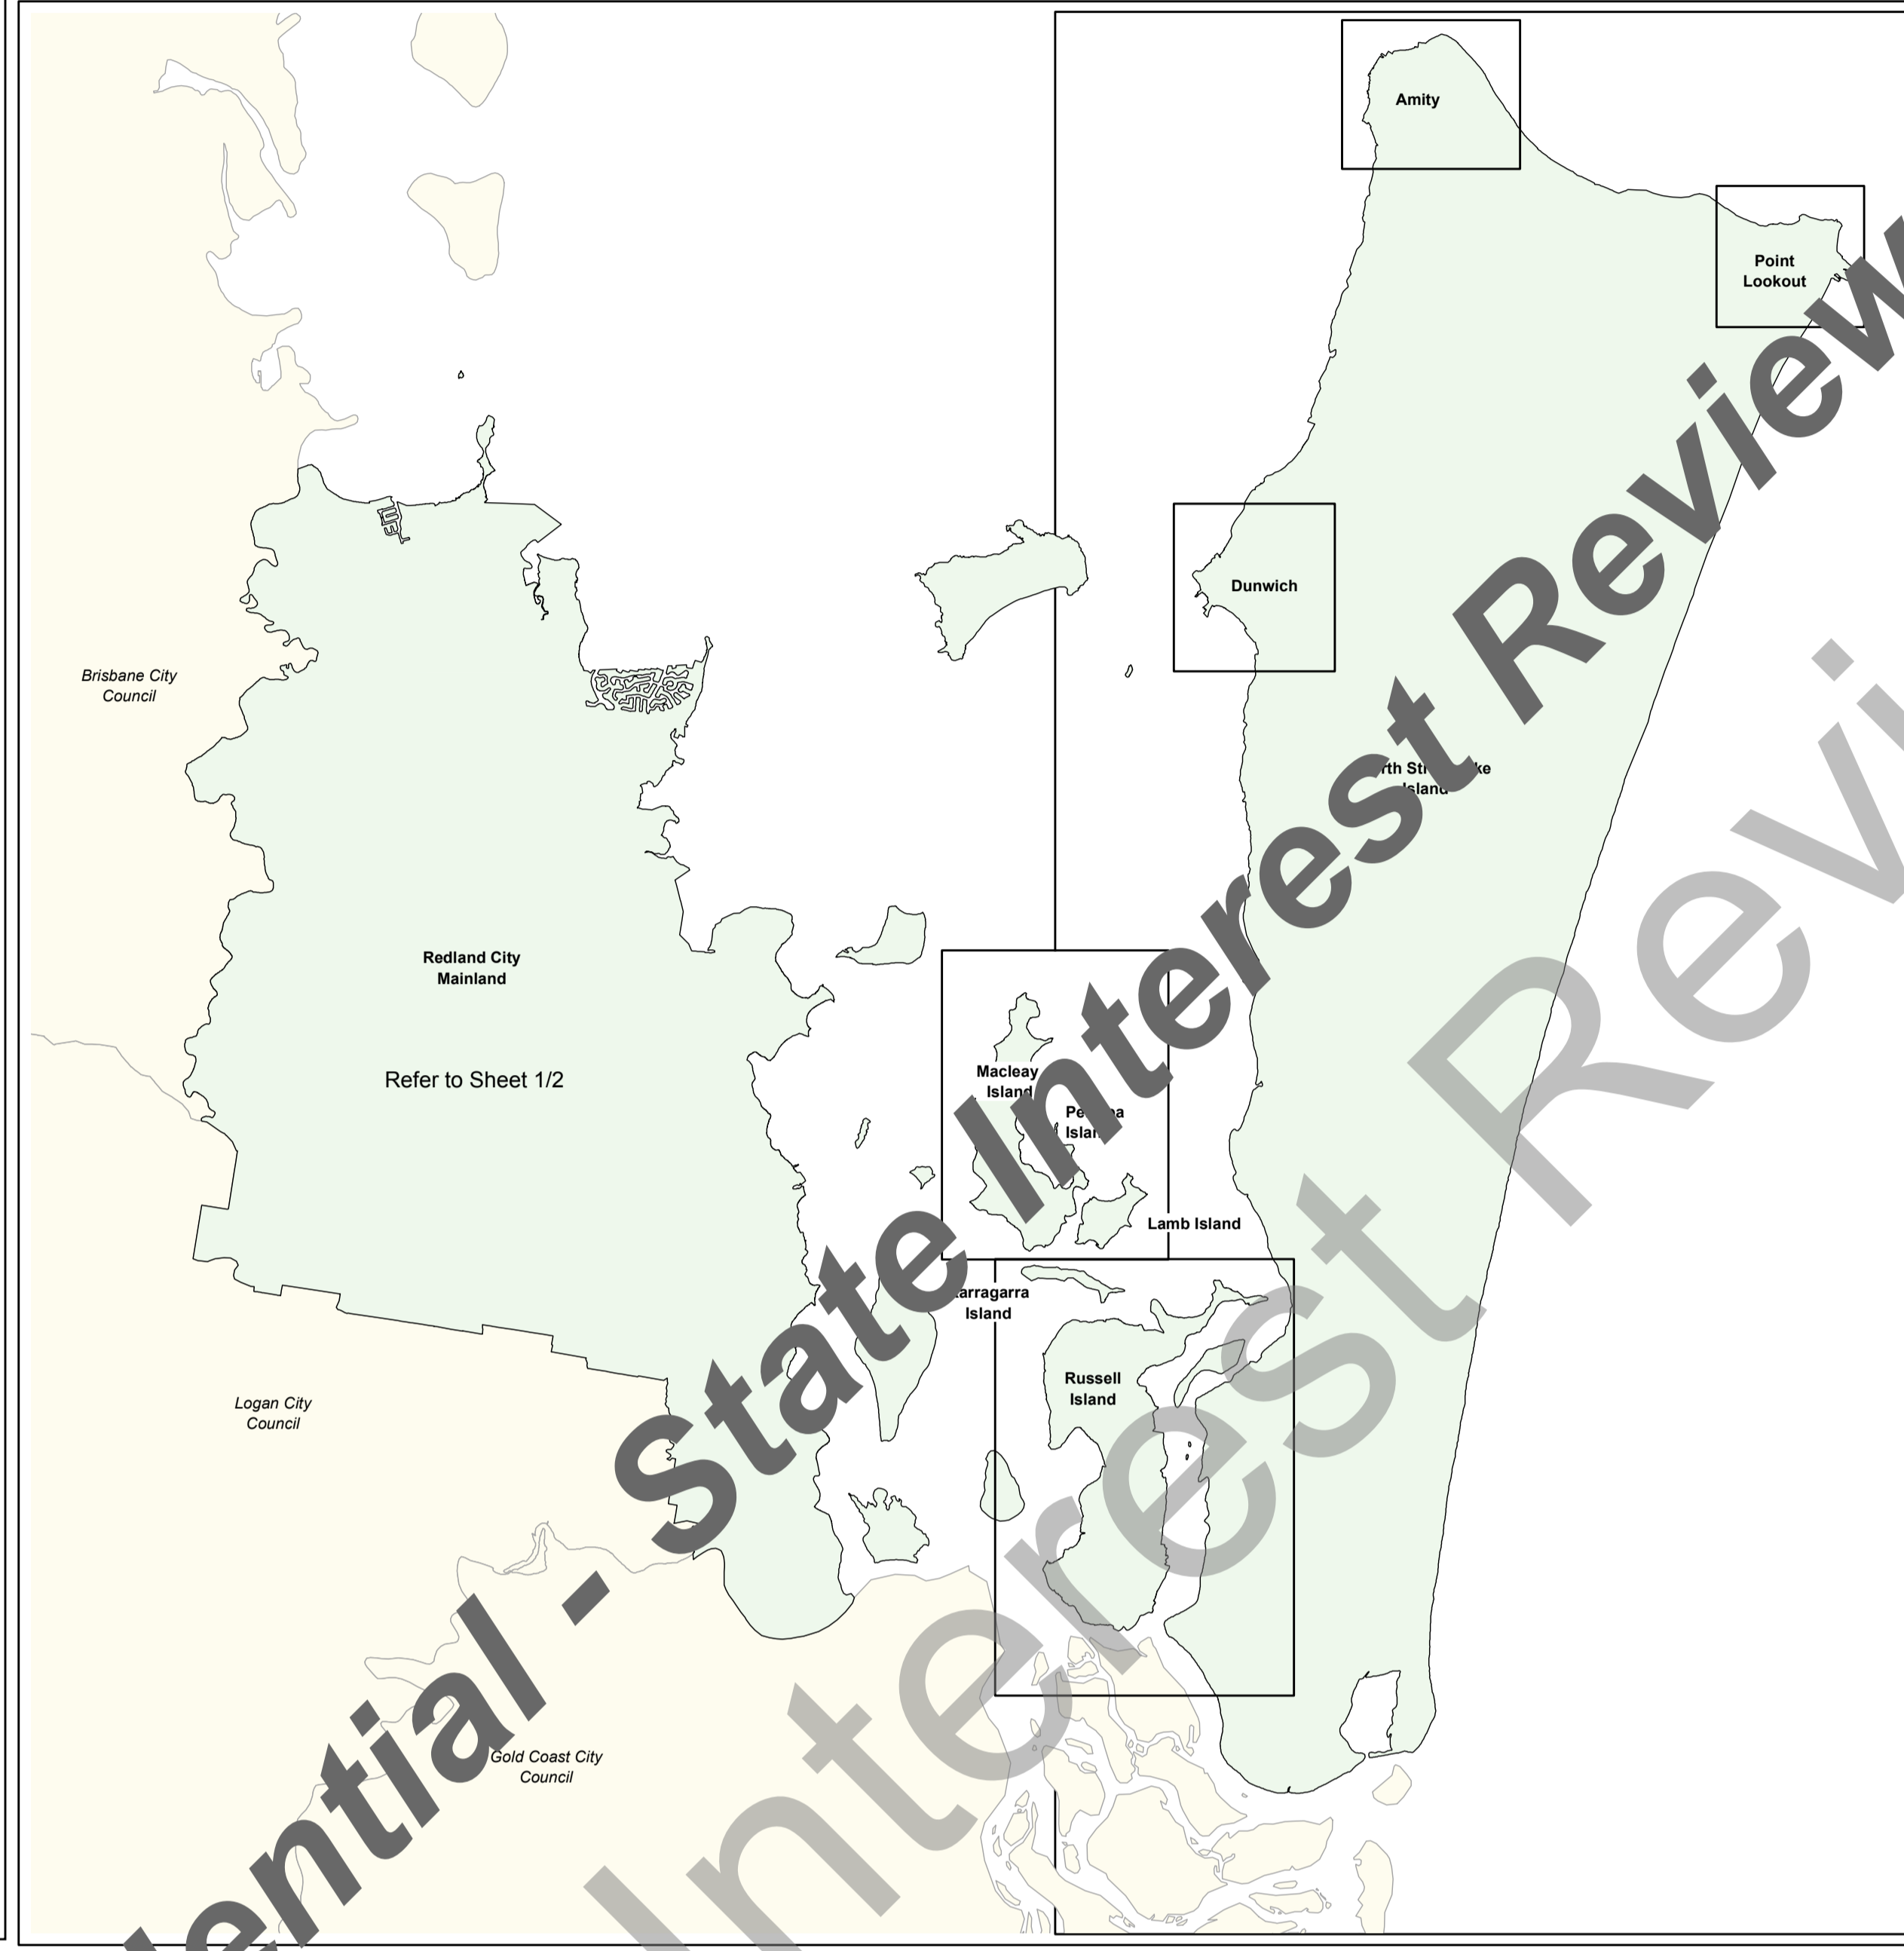 Amity
Point
Lookout
Dunwich
Brisbane City
Council
Island
Redland City
Mainland
Refer to Sheet 1/2
Macleay
Island
Lamb Island
Island
Russell
Island
Logan City
Council
Gold Coast City
Council
State Interest Review
Interest